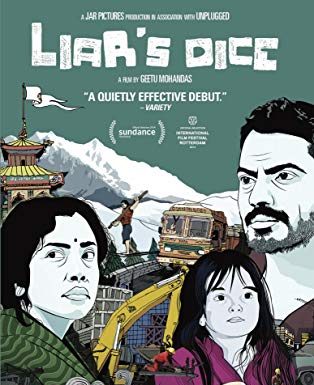 A JAR PICTURES PRODUCTION IN ASSOCIATION WITH UNPLUGGED
LIAR'S DICE
A FILM BY GEETU MOHANDAS
"A QUIETLY EFFECTIVE DEBUT."
– VARIETY
sundance
INTERNATIONAL
FILM FESTIVAL
ROTTERDAM